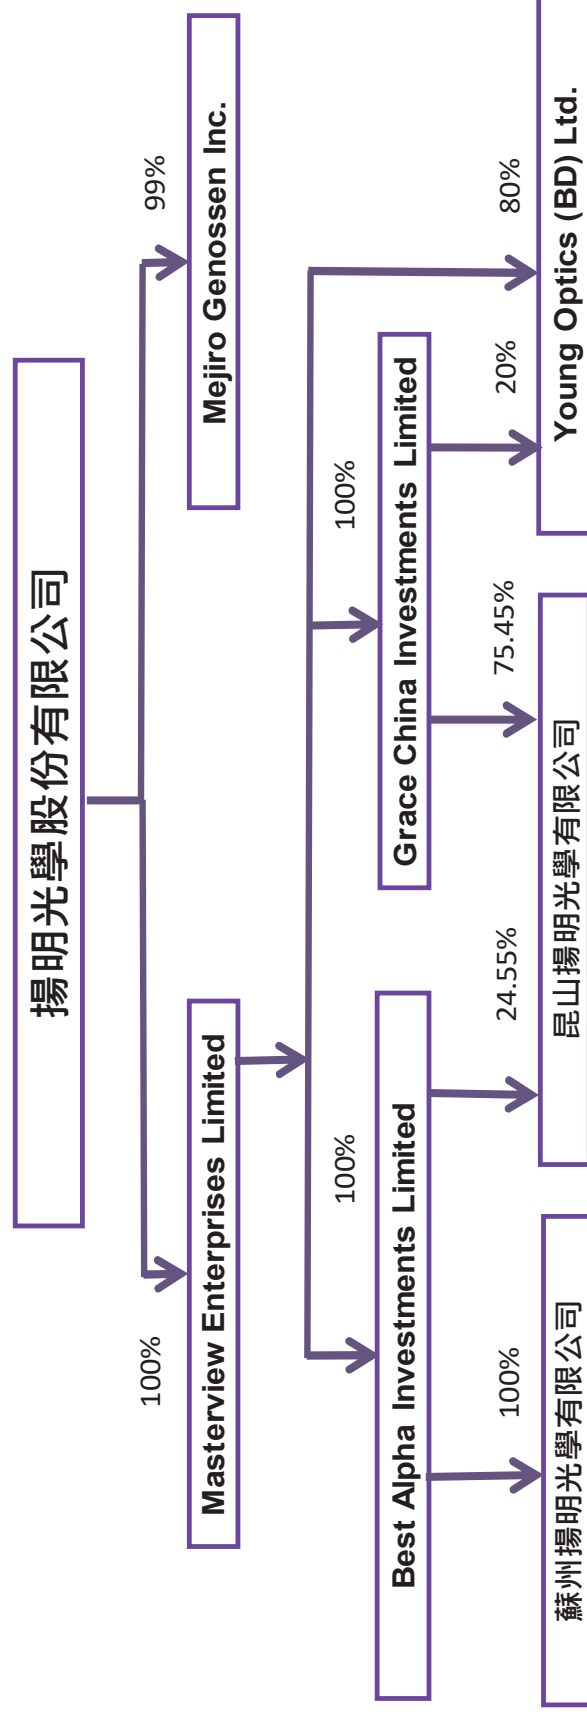 揚明光學股份有限公司
100%
99%
Masterview Enterprises Limited
Mejiro Genossen Inc.
100%
100%
Best Alpha Investments Limited
Grace China Investments Limited
100%
24.55%
75.45%
20%
80%
蘇州揚明光學有限公司
昆山揚明光學有限公司
Young Optics (BD) Ltd.